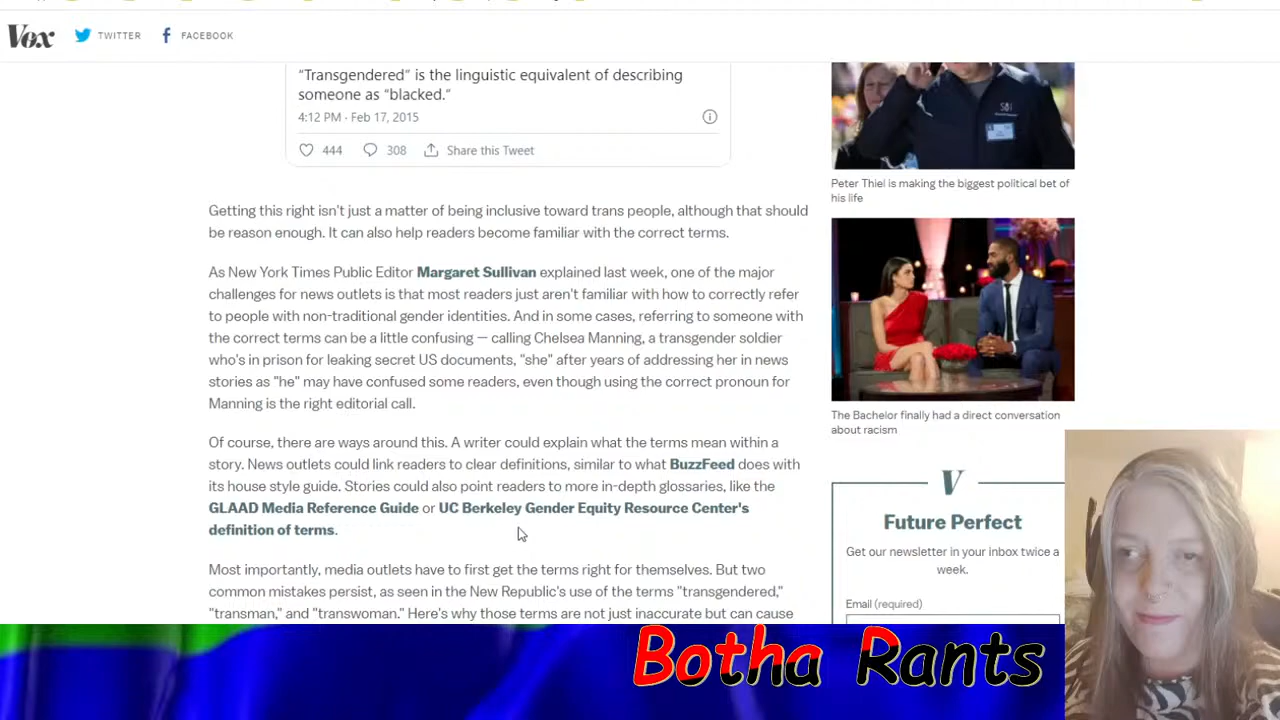 Vox TWITTER FACEBOOK
"Transgendered" is the linguistic equivalent of describing
someone as "blacked."
4:12 PM · Feb 17, 2015
444 308 Share this Tweet
Getting this right isn't just a matter of being inclusive toward trans people, although that should
be reason enough. It can also help readers become familiar with the correct terms.
As New York Times Public Editor Margaret Sullivan explained last week, one of the major
challenges for news outlets is that most readers just aren't familiar with how to correctly refer
to people with non-traditional gender identities. And in some cases, referring to someone with
the correct terms can be a little confusing — calling Chelsea Manning, a transgender soldier
who's in prison for leaking secret US documents, "she" after years of addressing her in news
stories as "he" may have confused some readers, even though using the correct pronoun for
Manning is the right editorial call.
Of course, there are ways around this. A writer could explain what the terms mean within a
story. News outlets could link readers to clear definitions, similar to what BuzzFeed does with
its house style guide. Stories could also point readers to more in-depth glossaries, like the
GLAAD Media Reference Guide or UC Berkeley Gender Equity Resource Center's
definition of terms.
Most importantly, media outlets have to first get the terms right for themselves. But two
common mistakes persist, as seen in the New Republic's use of the terms "transgendered,"
"transman," and "transwoman." Here's why those terms are not just inaccurate but can cause
Peter Thiel is making the biggest political bet of
his life
The Bachelor finally had a direct conversation
about racism
V
Future Perfect
Get our newsletter in your inbox twice a
week.
Email (required)
Botha Rants